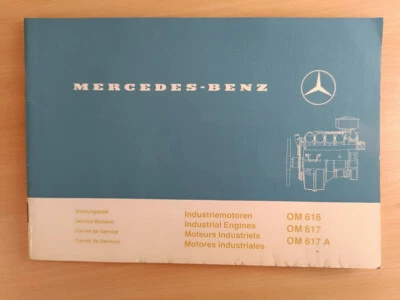 MERCEDES-BENZ
Wartungsheft
Service Booklet
Carnet de Service
Carnet de Servicio
Industriemotoren
Industrial Engines
Moteurs industriels
Motores industriales
OM 616
OM 617
OM 617 A